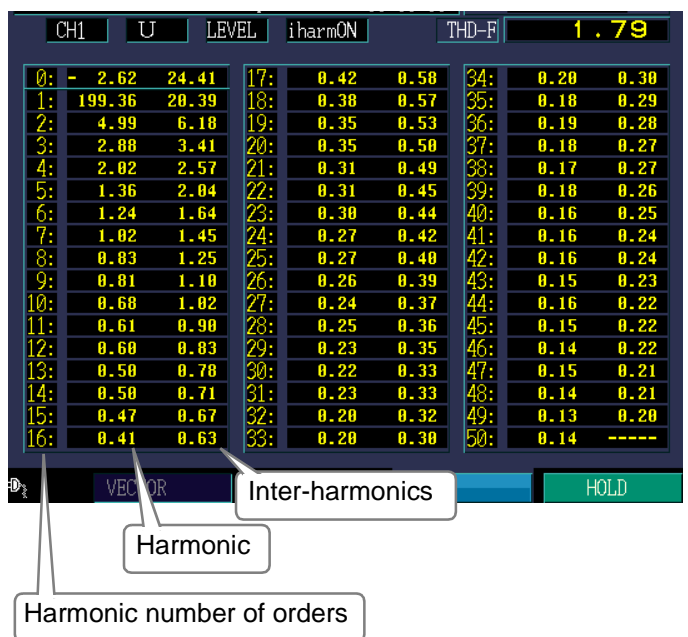 CH1 U LEVEL iharmON THD-F 1.79
0: - 2.62 24.41 17: 0.42 0.58 34: 0.20 0.30
1: 199.36 20.39 18: 0.38 0.57 35: 0.18 0.29
2: 4.99 6.18 19: 0.35 0.53 36: 0.19 0.28
3: 2.88 3.41 20: 0.35 0.50 37: 0.18 0.27
4: 2.02 2.57 21: 0.31 0.49 38: 0.17 0.27
5: 1.36 2.04 22: 0.31 0.45 39: 0.18 0.26
6: 1.24 1.64 23: 0.30 0.44 40: 0.16 0.25
7: 1.02 1.45 24: 0.27 0.42 41: 0.16 0.24
8: 0.83 1.25 25: 0.27 0.40 42: 0.16 0.24
9: 0.81 1.10 26: 0.26 0.39 43: 0.15 0.23
10: 0.68 1.02 27: 0.24 0.37 44: 0.16 0.22
11: 0.61 0.90 28: 0.25 0.36 45: 0.15 0.22
12: 0.60 0.83 29: 0.23 0.35 46: 0.14 0.22
13: 0.50 0.78 30: 0.22 0.33 47: 0.15 0.21
14: 0.50 0.71 31: 0.23 0.33 48: 0.14 0.21
15: 0.47 0.67 32: 0.20 0.32 49: 0.13 0.20
16: 0.41 0.63 33: 0.20 0.30 50: 0.14 -----
HOLD
Inter-harmonics
Harmonic
Harmonic number of orders